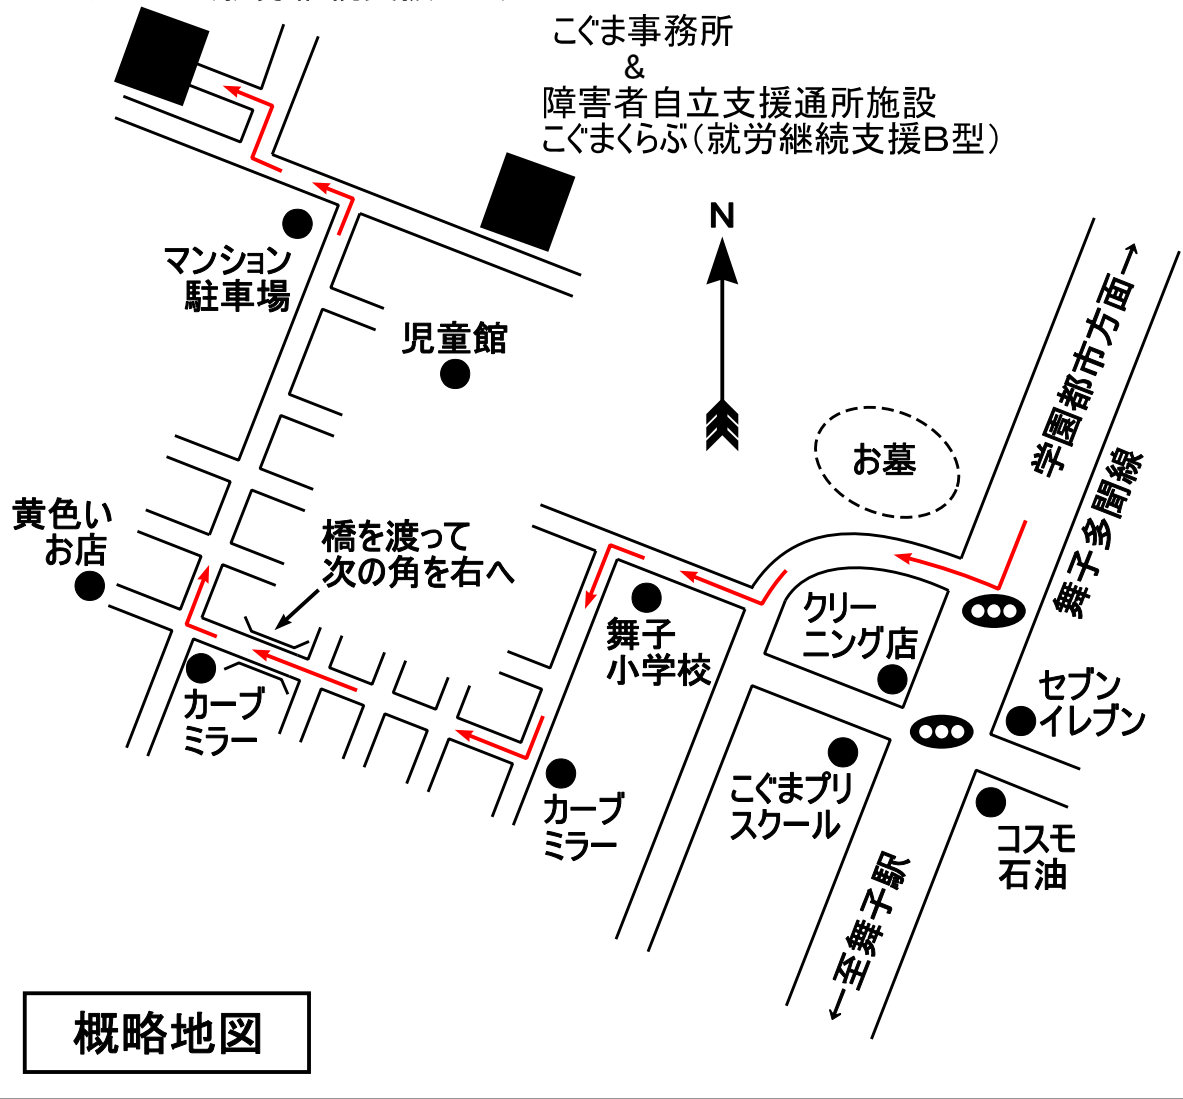 こぐま事務所
&
障害者自立支援通所施設
こぐまくらぶ（就労継続支援B型）
N
マンション
駐車場
児童館
お墓
学園都市方面→
舞子多聞線
黄色い
お店
橋を渡って
次の角を右へ
クリー
ニング店
舞子
小学校
セブン
イレブン
カーブ
ミラー
カーブ
ミラー
こぐまプリ
スクール
コスモ
石油
←至舞子駅
概略地図